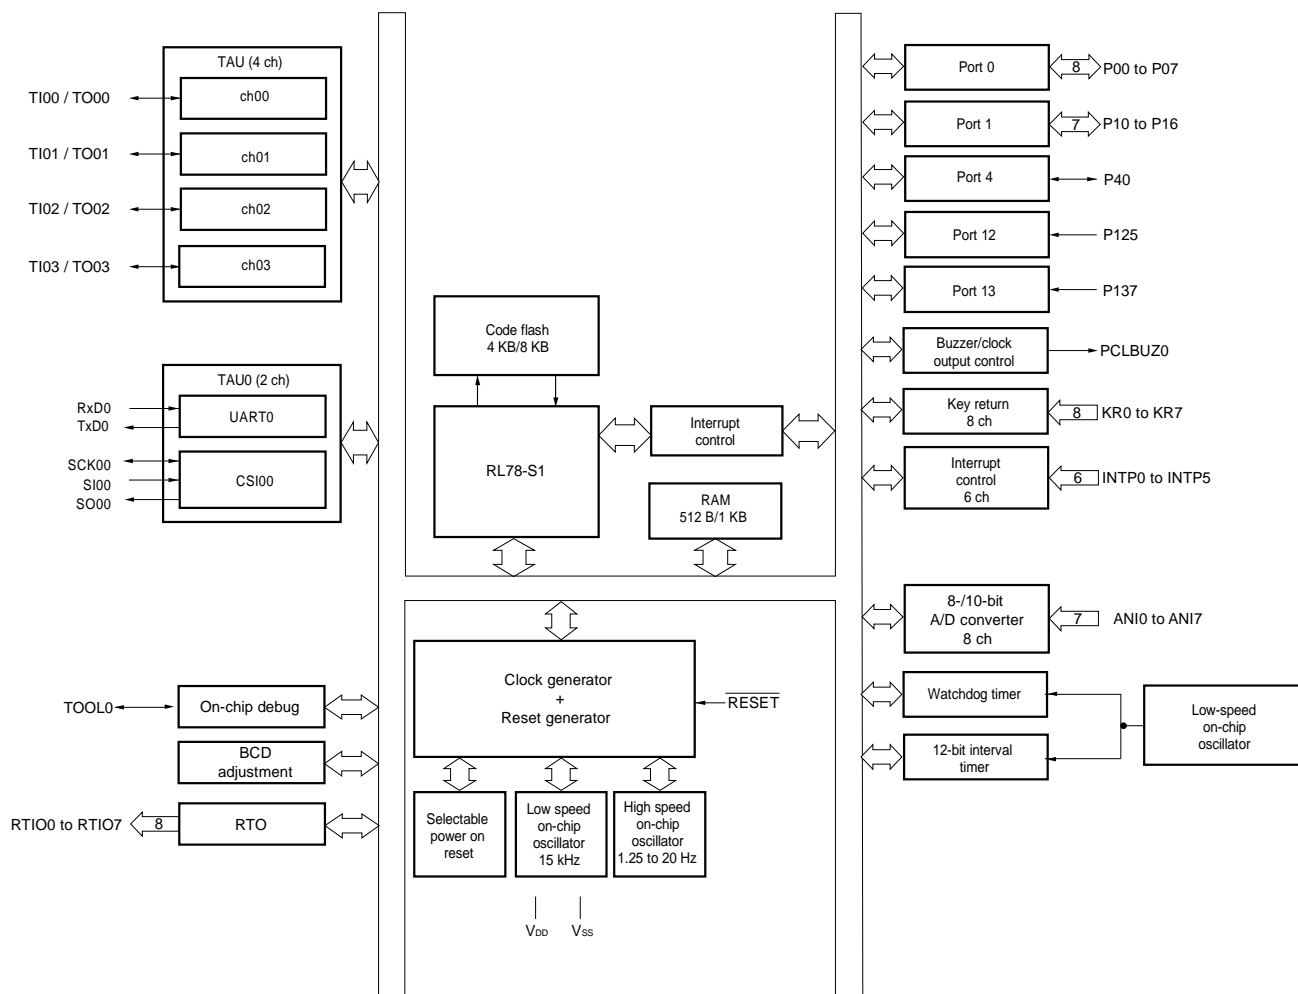 TAU (4 ch)
TI00 / TO00
ch00
TI01 / TO01
ch01
TI02 / TO02
ch02
TI03 / TO03
ch03
TAU0 (2 ch)
RxD0
TxD0
UART0
SCK00
SI00
SO00
CSI00
TOOL0
On-chip debug
BCD
adjustment
RTIO0 to RTIO7
8
RTO
Code flash
4 KB/8 KB
RL78-S1
Interrupt
control
RAM
512 B/1 KB
Clock generator
+
Reset generator
RESET
Selectable
power on
reset
Low speed
on-chip
oscillator
15 kHz
High speed
on-chip
oscillator
1.25 to 20 Hz
VDD
VSS
Port 0
8
P00 to P07
Port 1
7
P10 to P16
Port 4
P40
Port 12
P125
Port 13
P137
Buzzer/clock
output control
PCLBUZ0
Key return
8 ch
8
KR0 to KR7
Interrupt
control
6 ch
6
INTP0 to INTP5
8-/10-bit
A/D converter
8 ch
7
ANI0 to ANI7
Watchdog timer
12-bit interval
timer
Low-speed
on-chip
oscillator